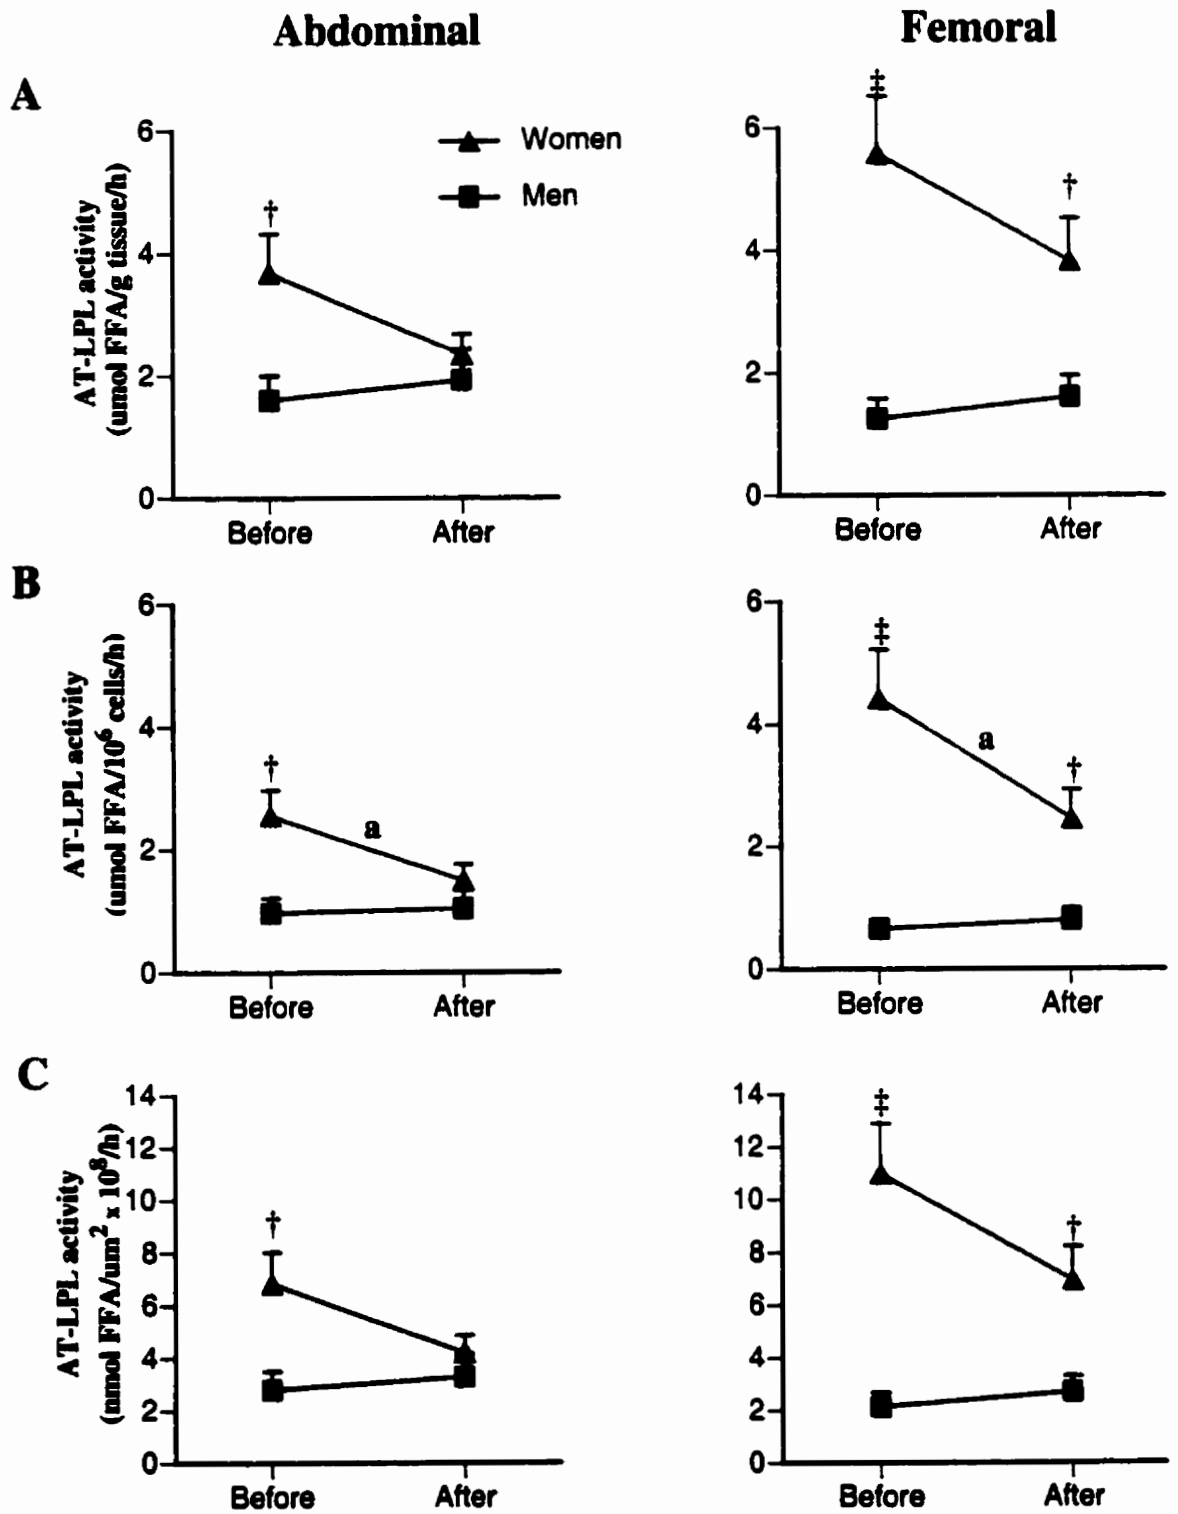 Abdominal
Femoral
A
AT-LPL activity
(umol FFA/g tissue/h)
6
4
2
0
Before
After
†
Women
Men
6
4
2
0
Before
After
‡
†
B
AT-LPL activity
(umol FFA/10⁶ cells/h)
6
4
2
0
Before
After
†
a
6
4
2
0
Before
After
‡
a
†
C
AT-LPL activity
(nmol FFA/um² x 10⁸/h)
14
12
10
8
6
4
2
0
Before
After
†
14
12
10
8
6
4
2
0
Before
After
‡
†